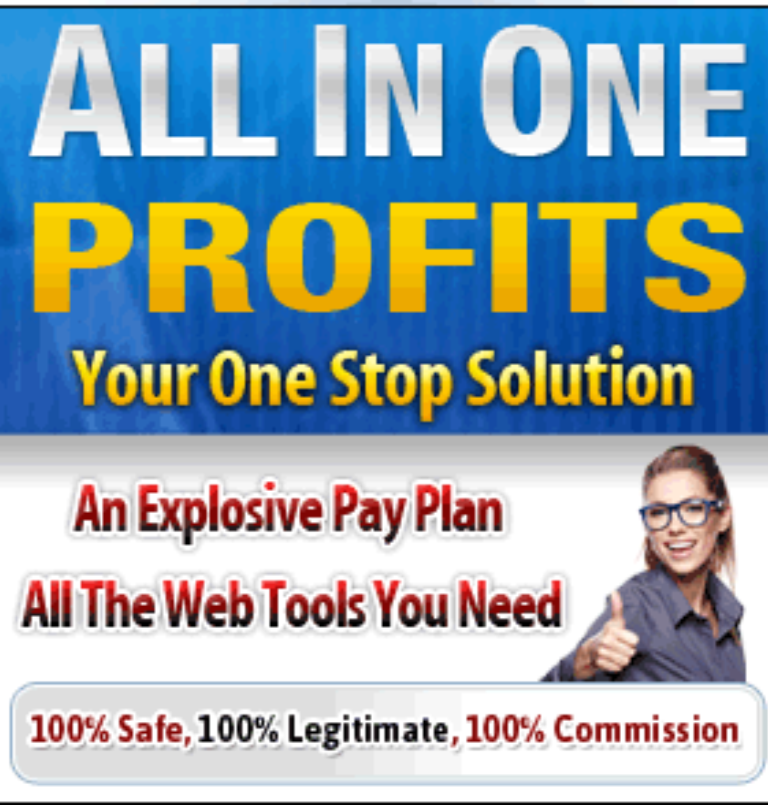 ALL IN ONE
PROFITS
Your One Stop Solution
An Explosive Pay Plan
All The Web Tools You Need
100% Safe, 100% Legitimate, 100% Commission